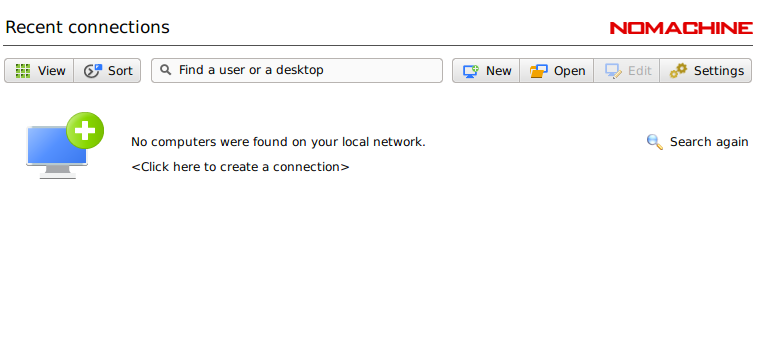 Recent connections
NOMACHINE
View Sort Find a user or a desktop New Open Edit Settings
No computers were found on your local network. Search again
<Click here to create a connection>